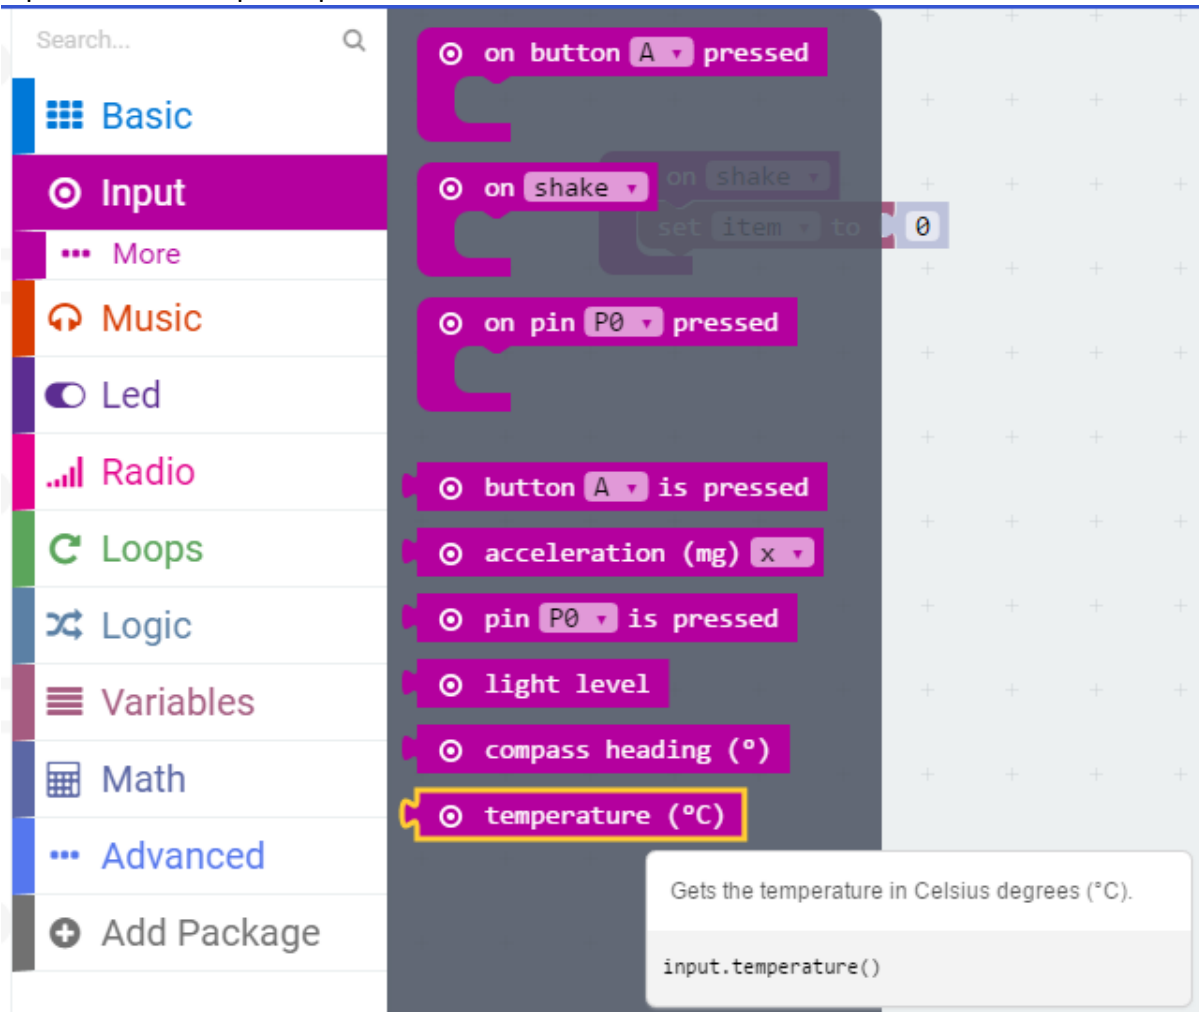 Search...
Basic
Input
More
Music
Led
Radio
Loops
Logic
Variables
Math
Advanced
Add Package
on button A pressed
on shake
on shake
set item to 0
on pin P0 pressed
button A is pressed
acceleration (mg) x
pin P0 is pressed
light level
compass heading (°)
temperature (°C)
Gets the temperature in Celsius degrees (°C).
input.temperature()